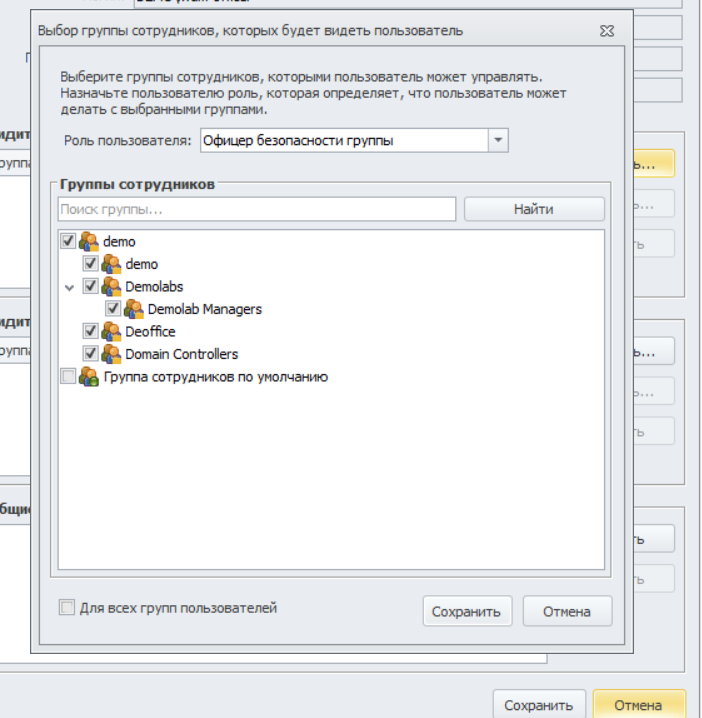 Выбор группы сотрудников, которых будет видеть пользователь
Выберите группы сотрудников, которыми пользователь может управлять.
Назначьте пользователю роль, которая определяет, что пользователь может
делать с выбранными группами.
Роль пользователя: Офицер безопасности группы
Группы сотрудников
Поиск группы... Найти
demo
demo
Demolabs
Demolab Managers
Deoffice
Domain Controllers
Группа сотрудников по умолчанию
Для всех групп пользователей
Сохранить Отмена
Сохранить Отмена